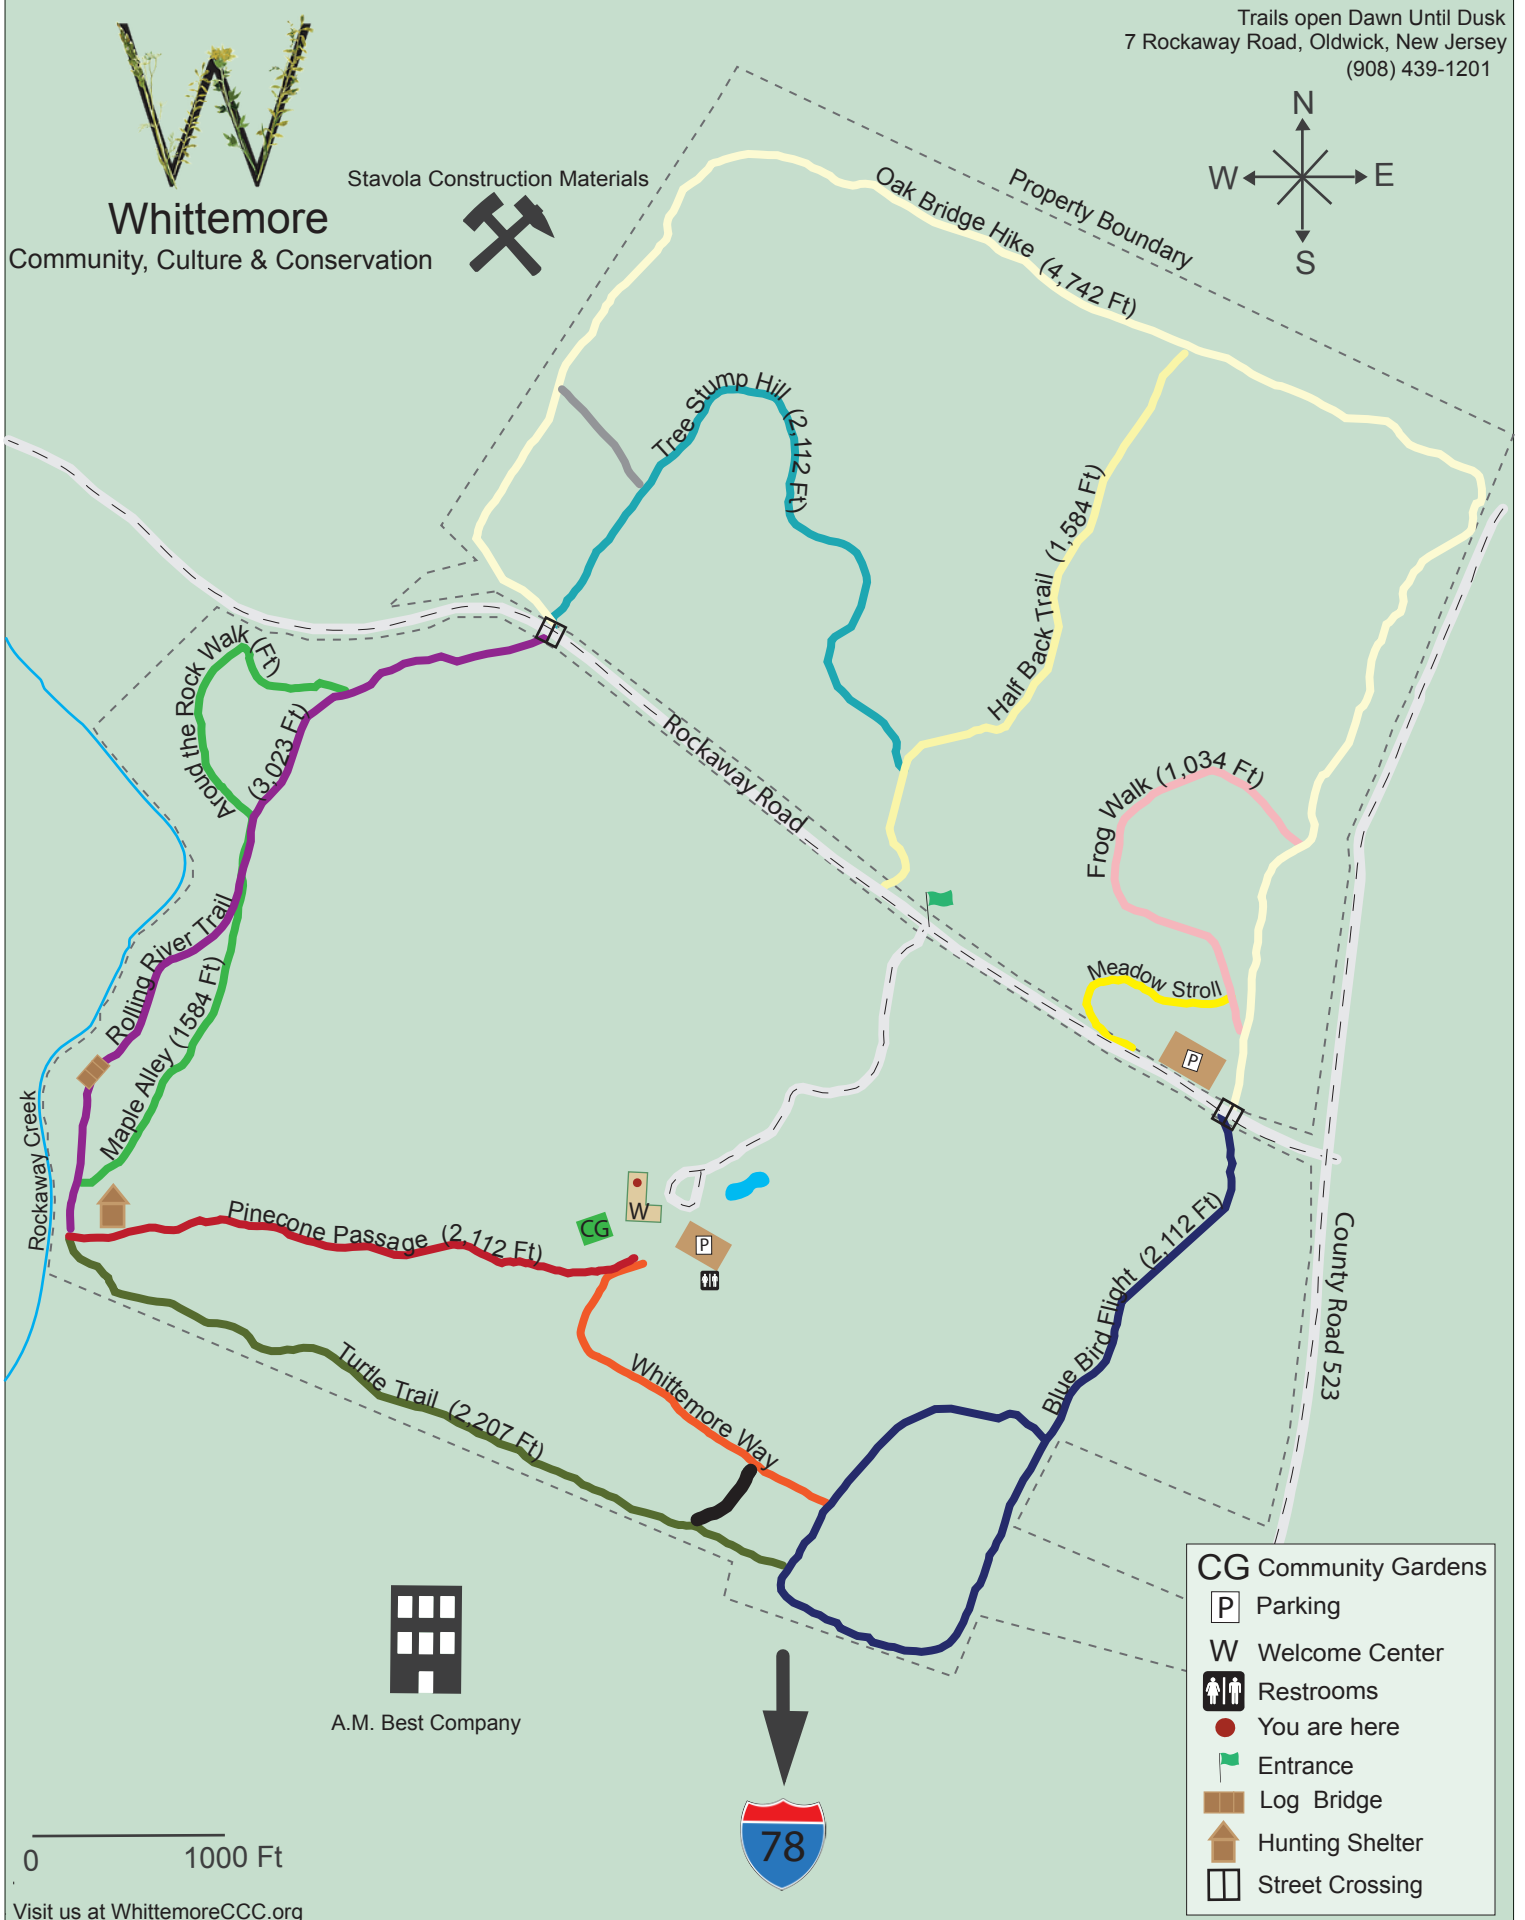 Trails open Dawn Until Dusk
7 Rockaway Road, Oldwick, New Jersey
(908) 439-1201
N
W E
S
Whittemore
Community, Culture & Conservation
Stavola Construction Materials
Property Boundary
Oak Bridge Hike (4,742 Ft)
Tree Stump Hill (2,112 Ft)
Half Back Trail (1,584 Ft)
Aroud the Rock Walk (Ft)
Rolling River Trail (3,023 Ft)
Rockaway Road
Frog Walk (1,034 Ft)
Meadow Stroll
P
Maple Alley (1584 Ft)
Rockaway Creek
Pinecone Passage (2,112 Ft)
W
CG
P
Blue Bird Flight (2,112 Ft)
County Road 523
Turtle Trail (2,207 Ft)
Whittemore Way
A.M. Best Company
78
CG Community Gardens
P Parking
W Welcome Center
Restrooms
You are here
Entrance
Log Bridge
Hunting Shelter
Street Crossing
0 1000 Ft
Visit us at WhittemoreCCC.org